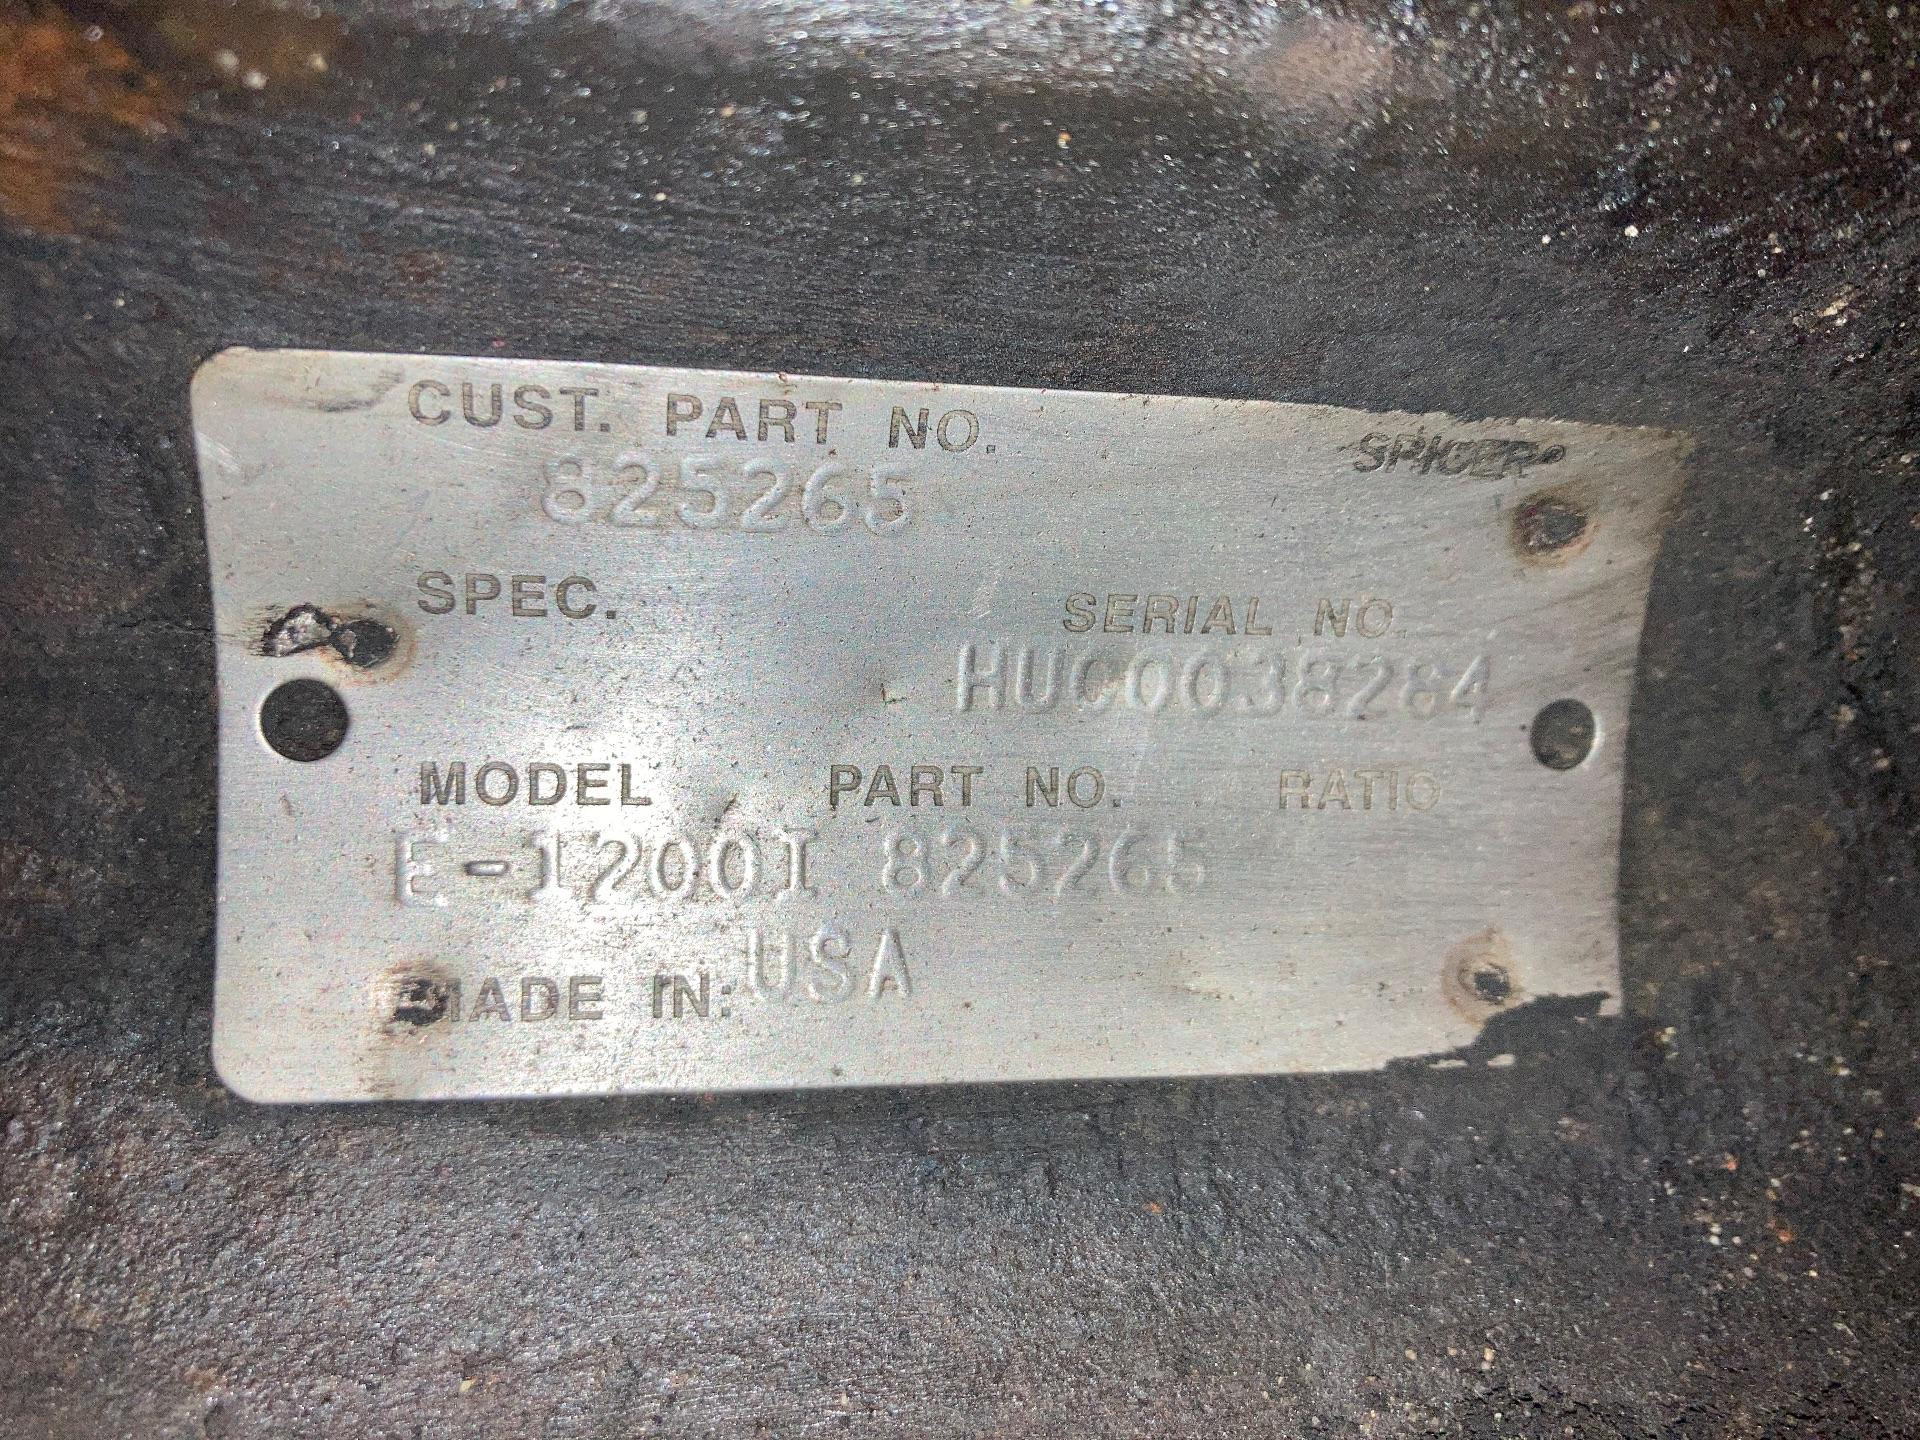 CUST. PART NO.
SPICER®
825265
SPEC.
SERIAL NO.
HUC0038284
MODEL PART NO. RATIO
E-1200I 825265
MADE IN: USA